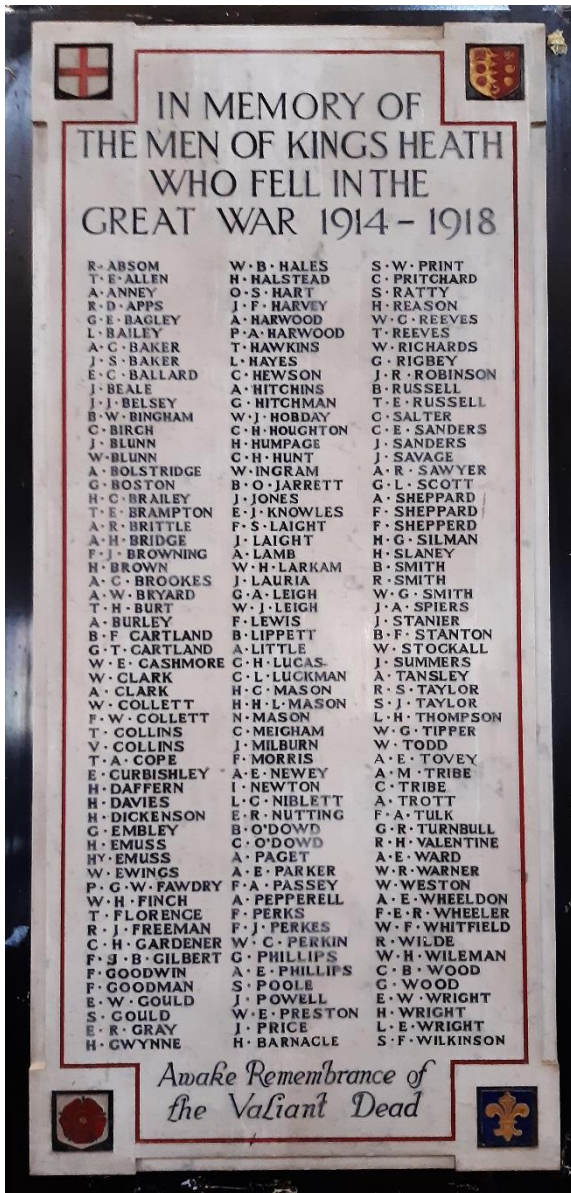 IN MEMORY OF
THE MEN OF KINGS HEATH
WHO FELL IN THE
GREAT WAR 1914 – 1918
R · ABSOM
T · E · ALLEN
A · ANNEY
R · D · APPS
G · E · BAGLEY
L · BAILEY
A · G · BAKER
J · S · BAKER
E · C · BALLARD
J · BEALE
J · J · BELSEY
B · W · BINGHAM
C · BIRCH
J · BLUNN
W · BLUNN
A · BOLSTRIDGE
G · BOSTON
H · C · BRAILEY
T · E · BRAMPTON
A · R · BRITTLE
A · H · BRIDGE
F · J · BROWNING
H · BROWN
A · C · BROOKES
A · W · BRYARD
T · H · BURT
A · BURLEY
B · F CARTLAND
G · T · CARTLAND
W · E · CASHMORE
W · CLARK
A · CLARK
W · COLLETT
F · W · COLLETT
T · COLLINS
V · COLLINS
T · A · COPE
E · CURBISHLEY
H · DAFFERN
H · DAVIES
H · DICKENSON
G · EMBLEY
H · EMUSS
HY · EMUSS
W · EWINGS
P · G · W · FAWDRY
W · H · FINCH
T · FLORENCE
R · J · FREEMAN
C · H · GARDENER
F · J · B · GILBERT
F · GOODWIN
F · GOODMAN
E · W · GOULD
S · GOULD
E · R · GRAY
H · GWYNNE
W · B · HALES
H · HALSTEAD
O · S · HART
J · F · HARVEY
A · HARWOOD
P · A · HARWOOD
T · HAWKINS
L · HAYES
C · HEWSON
A · HITCHINS
G · HITCHMAN
W · J · HOBDAY
C · H · HOUGHTON
H · HUMPAGE
C · H · HUNT
W · INGRAM
B · O · JARRETT
J · JONES
E · J · KNOWLES
F · S · LAIGHT
J · LAIGHT
A · LAMB
W · H · LARKAM
J · LAURIA
G · A · LEIGH
W · J · LEIGH
F · LEWIS
B · LIPPETT
A · LITTLE
G · H · LUCAS
C · L · LUCKMAN
H · G · MASON
H · H · L · MASON
N · MASON
C · MEIGHAM
J · MILBURN
F · MORRIS
A · E · NEWEY
I · NEWTON
L · C · NIBLETT
E · R · NUTTING
B · O'DOWD
C · O'DOWD
A · PAGET
A · E · PARKER
F · A · PASSEY
A · PEPPERELL
F · PERKS
F · J · PERKES
W · C · PERKIN
G · PHILLIPS
A · E · PHILLIPS
S · POOLE
J · POWELL
W · E · PRESTON
J · PRICE
H · BARNACLE
S · W · PRINT
C · PRITCHARD
S · RATTY
H · REASON
W · G · REEVES
T · REEVES
W · RICHARDS
G · RIGBEY
J · R · ROBINSON
B · RUSSELL
T · E · RUSSELL
C · SALTER
C · E · SANDERS
J · SANDERS
J · SAVAGE
A · R · SAWYER
G · L · SCOTT
A · SHEPPARD
F · SHEPPARD
F · SHEPPERD
H · G · SILMAN
H · SLANEY
B · SMITH
R · SMITH
W · G · SMITH
J · A · SPIERS
J · STANIER
B · F · STANTON
W · STOCKALL
J · SUMMERS
A · TANSLEY
R · S · TAYLOR
S · J · TAYLOR
L · H · THOMPSON
W · G · TIPPER
W · TODD
A · E · TOVEY
A · M · TRIBE
C · TRIBE
A · TROTT
F · A · TULK
G · R · TURNBULL
R · H · VALENTINE
A · E · WARD
W · R · WARNER
W · WESTON
A · E · WHEELDON
F · E · R · WHEELER
W · F · WHITFIELD
R · WILDE
W · H · WILEMAN
C · B · WOOD
G · WOOD
E · W · WRIGHT
H · WRIGHT
L · E · WRIGHT
S · F · WILKINSON
Awake Remembrance of
the Valiant Dead